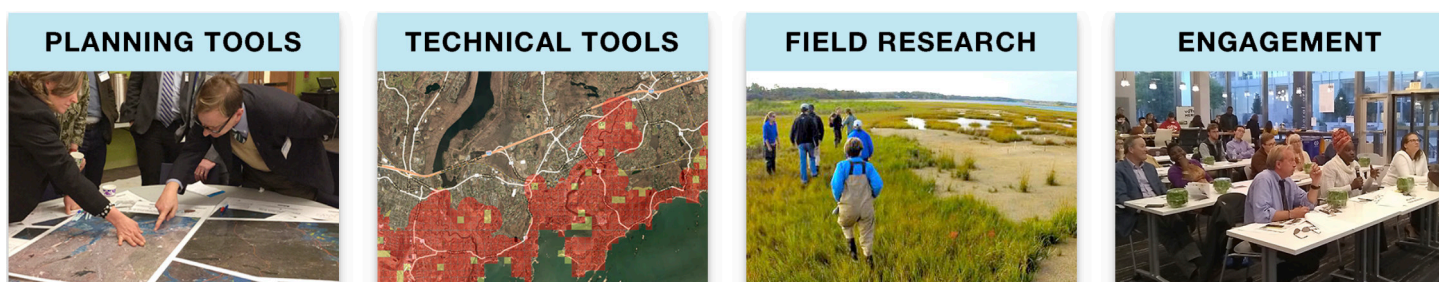 PLANNING TOOLS
TECHNICAL TOOLS
FIELD RESEARCH
ENGAGEMENT